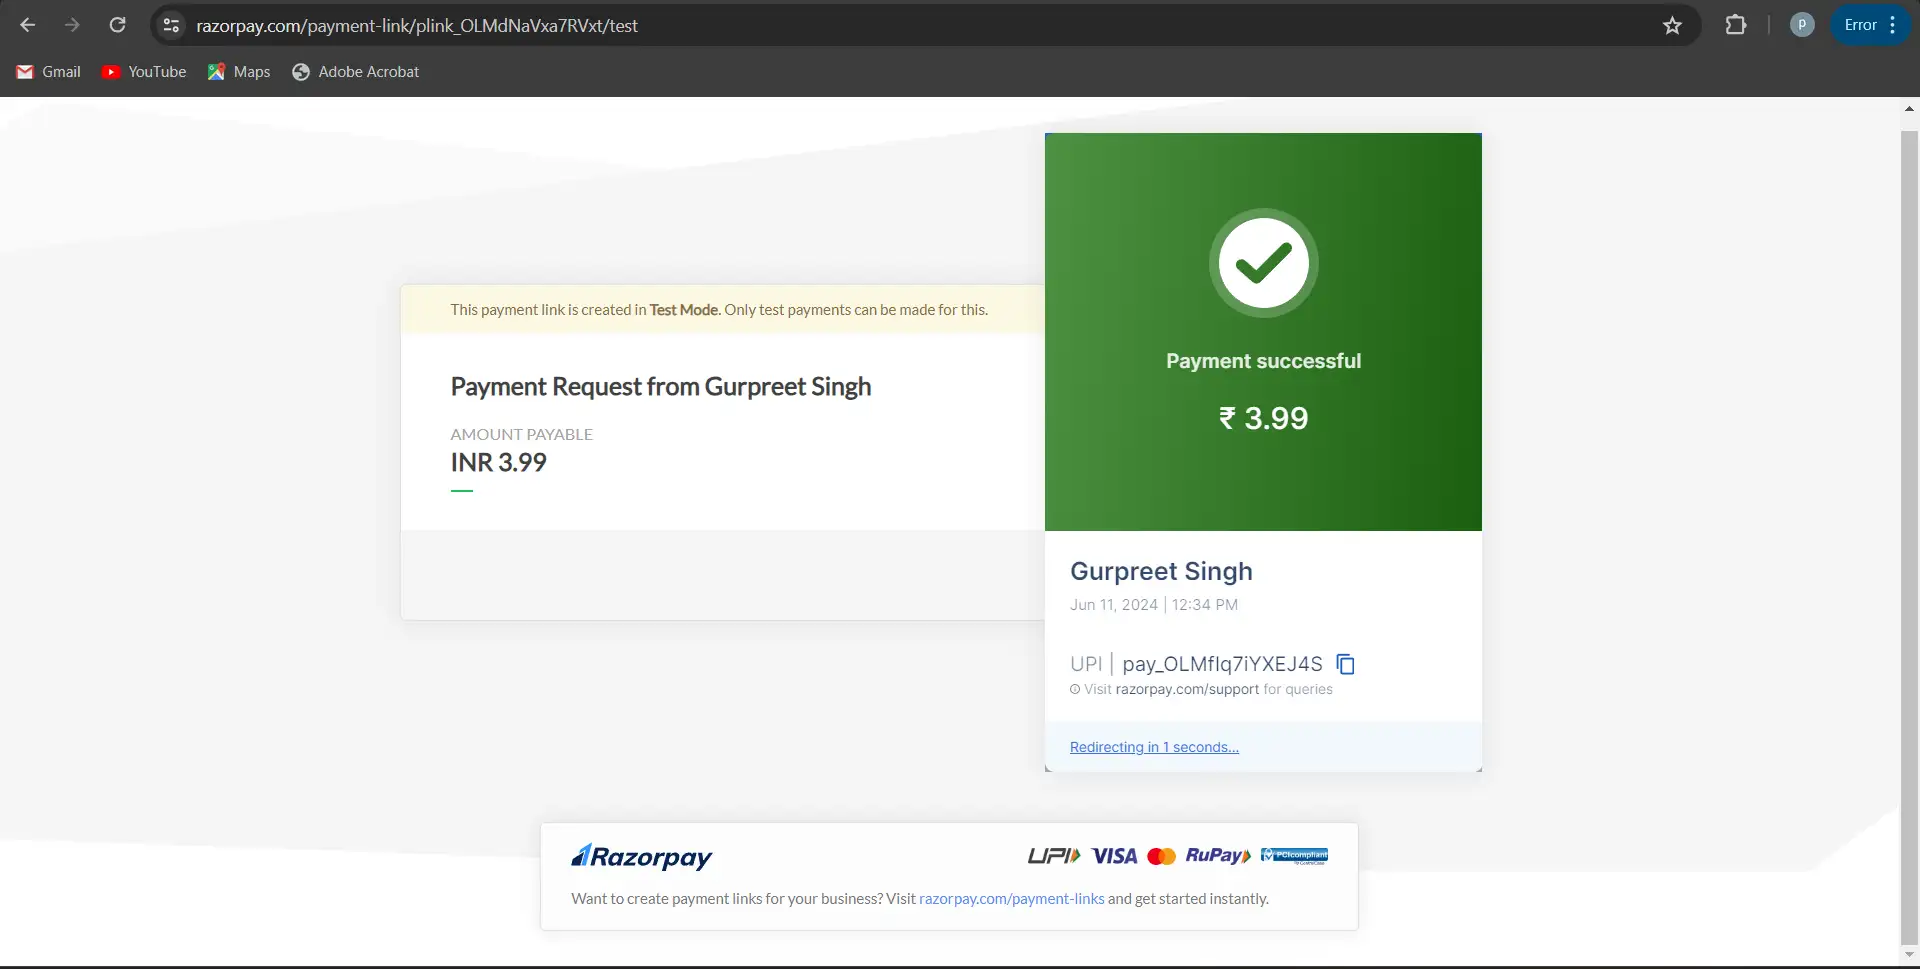 razorpay.com/payment-link/plink_OLMdNaVxa7RVxt/test
p
Error
Gmail
YouTube
Maps
Adobe Acrobat
This payment link is created in Test Mode. Only test payments can be made for this.
Payment Request from Gurpreet Singh
AMOUNT PAYABLE
INR 3.99
Payment successful
₹ 3.99
Gurpreet Singh
Jun 11, 2024 | 12:34 PM
UPI | pay_OLMfIq7iYXEJ4S
Visit razorpay.com/support for queries
Redirecting in 1 seconds...
Razorpay
UPI VISA RuPay PCIcompliant
Want to create payment links for your business? Visit razorpay.com/payment-links and get started instantly.